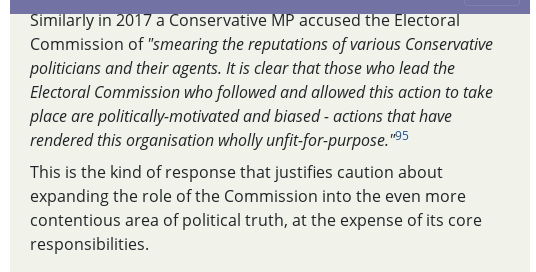 Similarly in 2017 a Conservative MP accused the Electoral
Commission of "smearing the reputations of various Conservative
politicians and their agents. It is clear that those who lead the
Electoral Commission who followed and allowed this action to take
place are politically-motivated and biased - actions that have
rendered this organisation wholly unfit-for-purpose."95
This is the kind of response that justifies caution about
expanding the role of the Commission into the even more
contentious area of political truth, at the expense of its core
responsibilities.